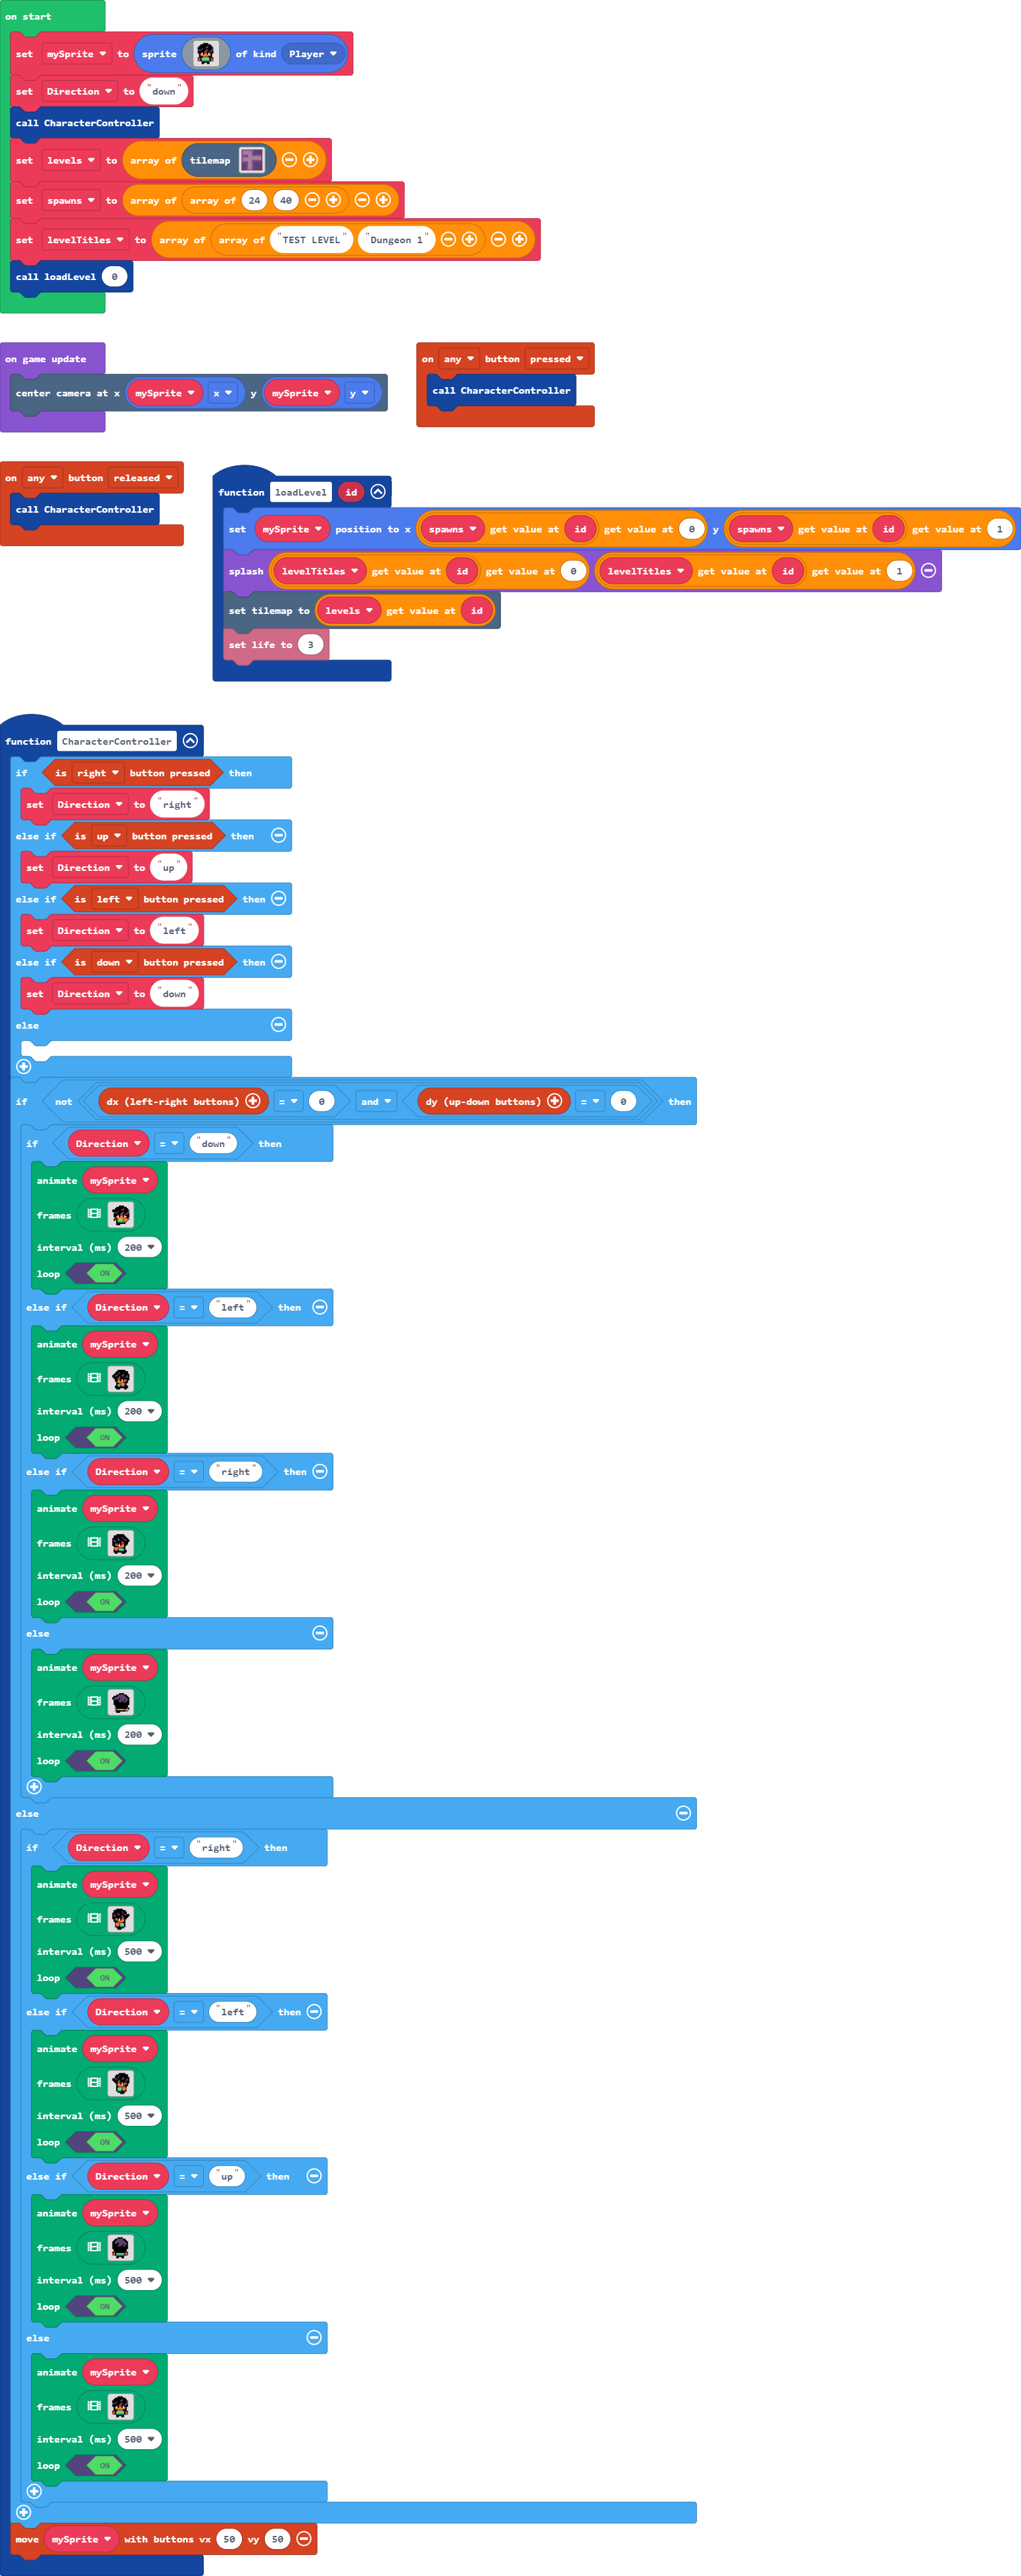 on start
set mySprite to sprite of kind Player
set Direction to "down"
call CharacterController
set levels to array of tilemap
set spawns to array of array of 24 40
set levelTitles to array of array of "TEST LEVEL" "Dungeon 1"
call loadLevel 0
on game update
center camera at x mySprite x y mySprite y
on any button pressed
call CharacterController
on any button released
call CharacterController
function loadLevel id
set mySprite position to x spawns get value at id get value at 0 y spawns get value at id get value at 1
splash levelTitles get value at id get value at 0 levelTitles get value at id get value at 1
set tilemap to levels get value at id
set life to 3
function CharacterController
if is right button pressed then
set Direction to "right"
else if is up button pressed then
set Direction to "up"
else if is left button pressed then
set Direction to "left"
else if is down button pressed then
set Direction to "down"
else
if not dx (left-right buttons) = 0 and dy (up-down buttons) = 0 then
if Direction = "down" then
animate mySprite
frames
interval (ms) 200
loop ON
else if Direction = "left" then
animate mySprite
frames
interval (ms) 200
loop ON
else if Direction = "right" then
animate mySprite
frames
interval (ms) 200
loop ON
else
animate mySprite
frames
interval (ms) 200
loop ON
else
if Direction = "right" then
animate mySprite
frames
interval (ms) 500
loop ON
else if Direction = "left" then
animate mySprite
frames
interval (ms) 500
loop ON
else if Direction = "up" then
animate mySprite
frames
interval (ms) 500
loop ON
else
animate mySprite
frames
interval (ms) 500
loop ON
move mySprite with buttons vx 50 vy 50